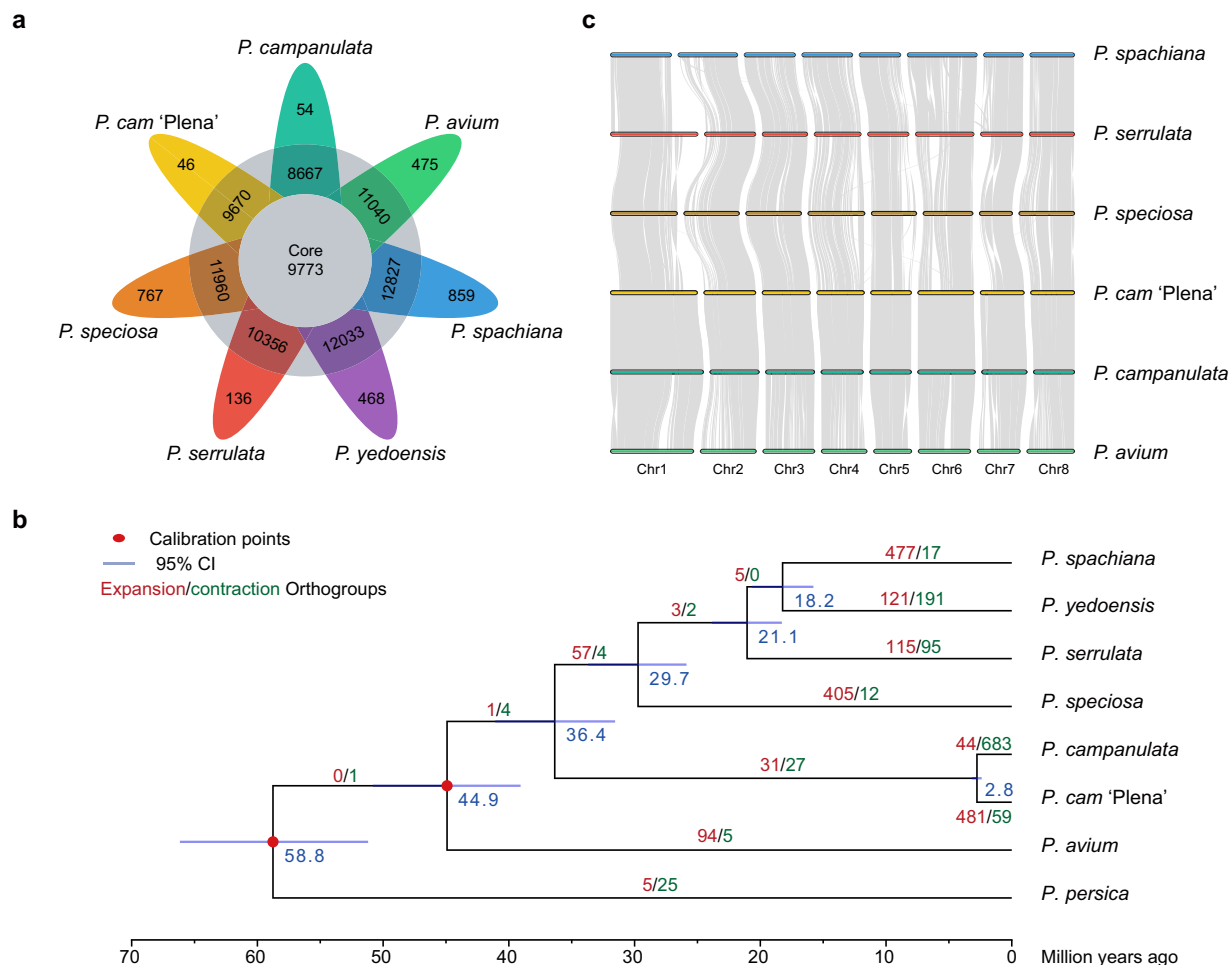 a
P. campanulata
P. cam 'Plena'
P. avium
54
46
475
8667
9670
11040
Core
9773
767
11960
12827
859
P. speciosa
P. spachiana
10356
12033
136
468
P. serrulata
P. yedoensis
c
P. spachiana
P. serrulata
P. speciosa
P. cam 'Plena'
P. campanulata
P. avium
Chr1 Chr2 Chr3 Chr4 Chr5 Chr6 Chr7 Chr8
b
Calibration points
95% CI
Expansion/contraction Orthogroups
477/17
P. spachiana
5/0
18.2
121/191
P. yedoensis
3/2
21.1
115/95
P. serrulata
57/4
29.7
405/12
P. speciosa
1/4
36.4
44/683
P. campanulata
31/27
2.8
P. cam 'Plena'
481/59
0/1
44.9
94/5
P. avium
58.8
5/25
P. persica
70 60 50 40 30 20 10 0 Million years ago